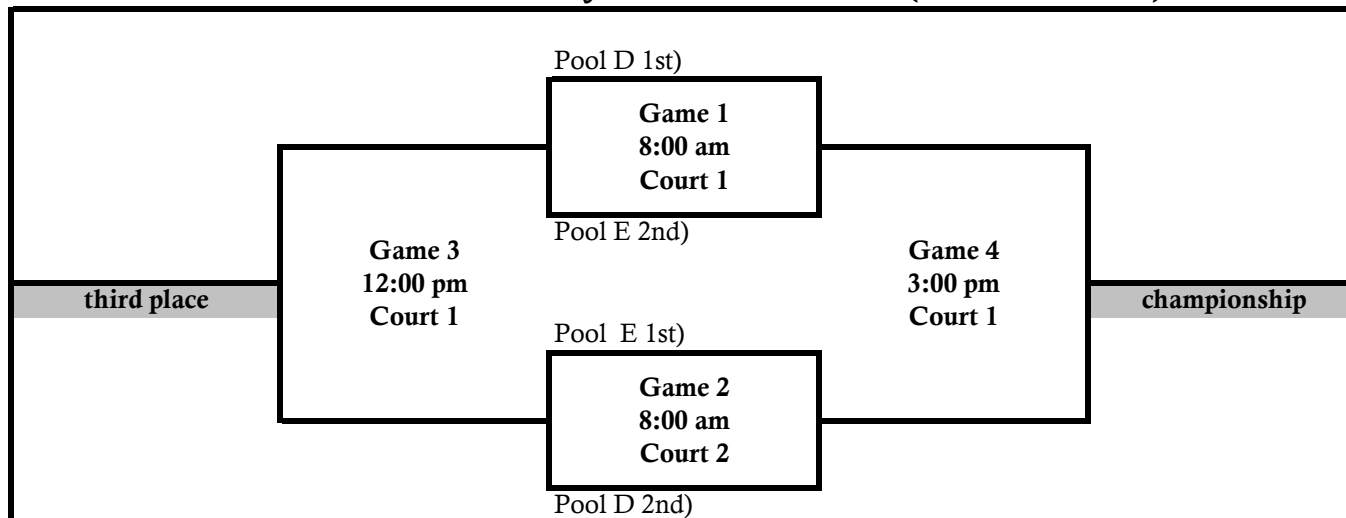 Pool D 1st)
Game 1
8:00 am
Court 1
Pool E 2nd)
Game 3
12:00 pm
Court 1
third place
Game 4
3:00 pm
Court 1
championship
Pool  E 1st)
Game 2
8:00 am
Court 2
Pool D 2nd)